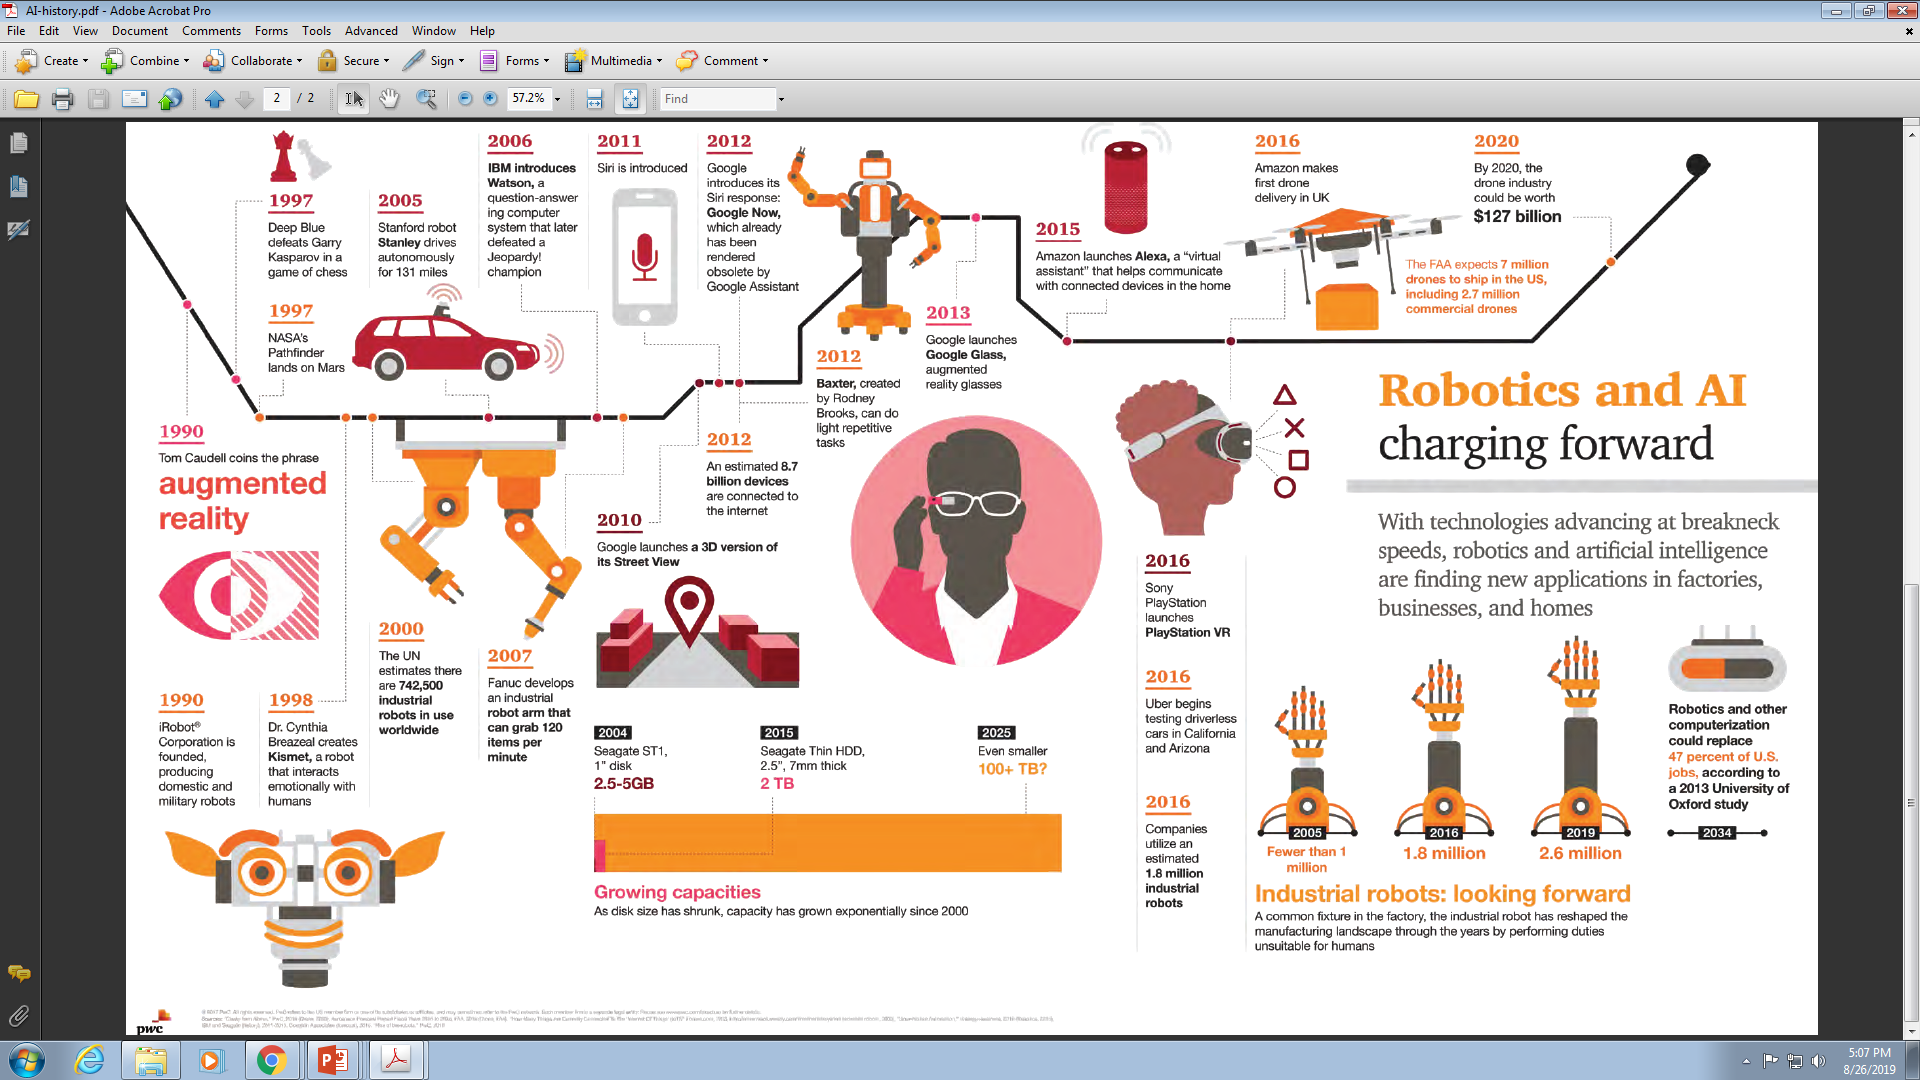 AI-history.pdf - Adobe Acrobat Pro
File Edit View Document Comments Forms Tools Advanced Window Help
Create Combine Collaborate Secure Sign Forms Multimedia Comment
2 / 2 57.2% Find
1997
Deep Blue
defeats Garry
Kasparov in a
game of chess
1997
NASA's
Pathfinder
lands on Mars
2005
Stanford robot
Stanley drives
autonomously
for 131 miles
2006
IBM introduces
Watson, a
question-answer
ing computer
system that later
defeated a
Jeopardy!
champion
2011
Siri is introduced
2012
Google
introduces its
Siri response:
Google Now,
which already
has been
rendered
obsolete by
Google Assistant
2012
Baxter, created
by Rodney
Brooks, can do
light repetitive
tasks
2013
Google launches
Google Glass,
augmented
reality glasses
2015
Amazon launches Alexa, a “virtual
assistant” that helps communicate
with connected devices in the home
2016
Amazon makes
first drone
delivery in UK
2020
By 2020, the
drone industry
could be worth
$127 billion
The FAA expects 7 million
drones to ship in the US,
including 2.7 million
commercial drones
Robotics and AI
charging forward
With technologies advancing at breakneck
speeds, robotics and artificial intelligence
are finding new applications in factories,
businesses, and homes
1990
Tom Caudell coins the phrase
augmented
reality
1990
iRobot®
Corporation is
founded,
producing
domestic and
military robots
1998
Dr. Cynthia
Breazeal creates
Kismet, a robot
that interacts
emotionally with
humans
2000
The UN
estimates there
are 742,500
industrial
robots in use
worldwide
2007
Fanuc develops
an industrial
robot arm that
can grab 120
items per
minute
2010
Google launches a 3D version of
its Street View
2012
An estimated 8.7
billion devices
are connected to
the internet
2004
Seagate ST1,
1” disk
2.5-5GB
2015
Seagate Thin HDD,
2.5”, 7mm thick
2 TB
2025
Even smaller
100+ TB?
Growing capacities
As disk size has shrunk, capacity has grown exponentially since 2000
2016
Sony
PlayStation
launches
PlayStation VR
2016
Uber begins
testing driverless
cars in California
and Arizona
2016
Companies
utilize an
estimated
1.8 million
industrial
robots
2005
Fewer than 1
million
2016
1.8 million
2019
2.6 million
Industrial robots: looking forward
A common fixture in the factory, the industrial robot has reshaped the
manufacturing landscape through the years by performing duties
unsuitable for humans
Robotics and other
computerization
could replace
47 percent of U.S.
jobs, according to
a 2013 University of
Oxford study
2034
pwc
5:07 PM
8/26/2019